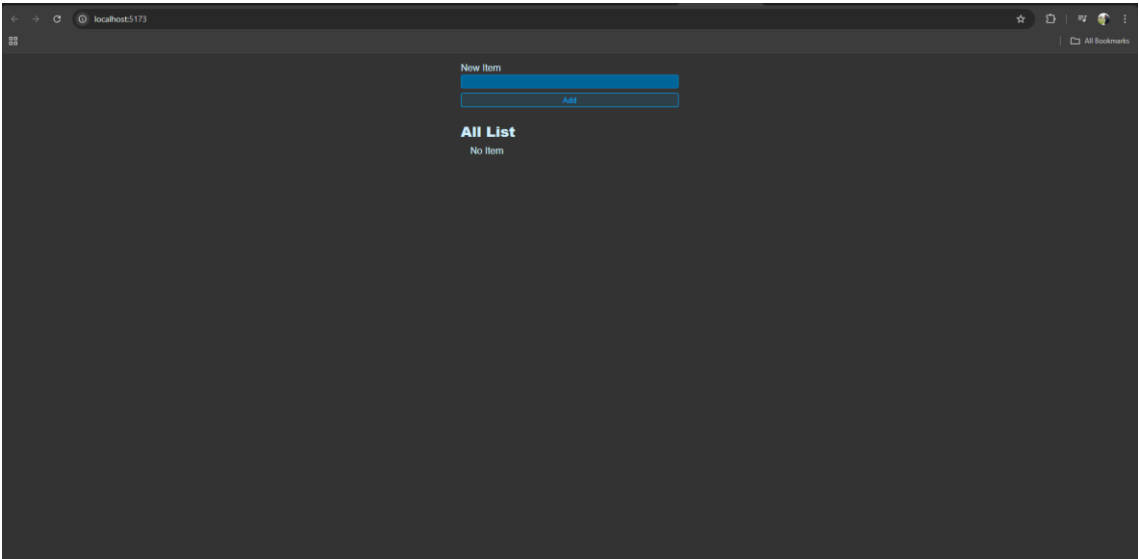 localhost:5173
All Bookmarks
New Item
Add
All List
No Item